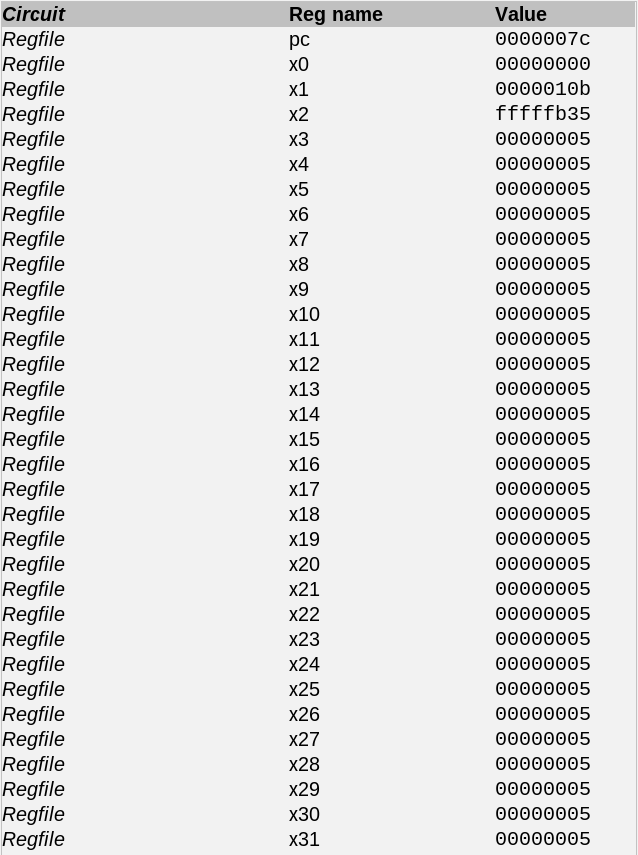 Circuit Reg name Value
Regfile pc 0000007c
Regfile x0 00000000
Regfile x1 0000010b
Regfile x2 fffffb35
Regfile x3 00000005
Regfile x4 00000005
Regfile x5 00000005
Regfile x6 00000005
Regfile x7 00000005
Regfile x8 00000005
Regfile x9 00000005
Regfile x10 00000005
Regfile x11 00000005
Regfile x12 00000005
Regfile x13 00000005
Regfile x14 00000005
Regfile x15 00000005
Regfile x16 00000005
Regfile x17 00000005
Regfile x18 00000005
Regfile x19 00000005
Regfile x20 00000005
Regfile x21 00000005
Regfile x22 00000005
Regfile x23 00000005
Regfile x24 00000005
Regfile x25 00000005
Regfile x26 00000005
Regfile x27 00000005
Regfile x28 00000005
Regfile x29 00000005
Regfile x30 00000005
Regfile x31 00000005